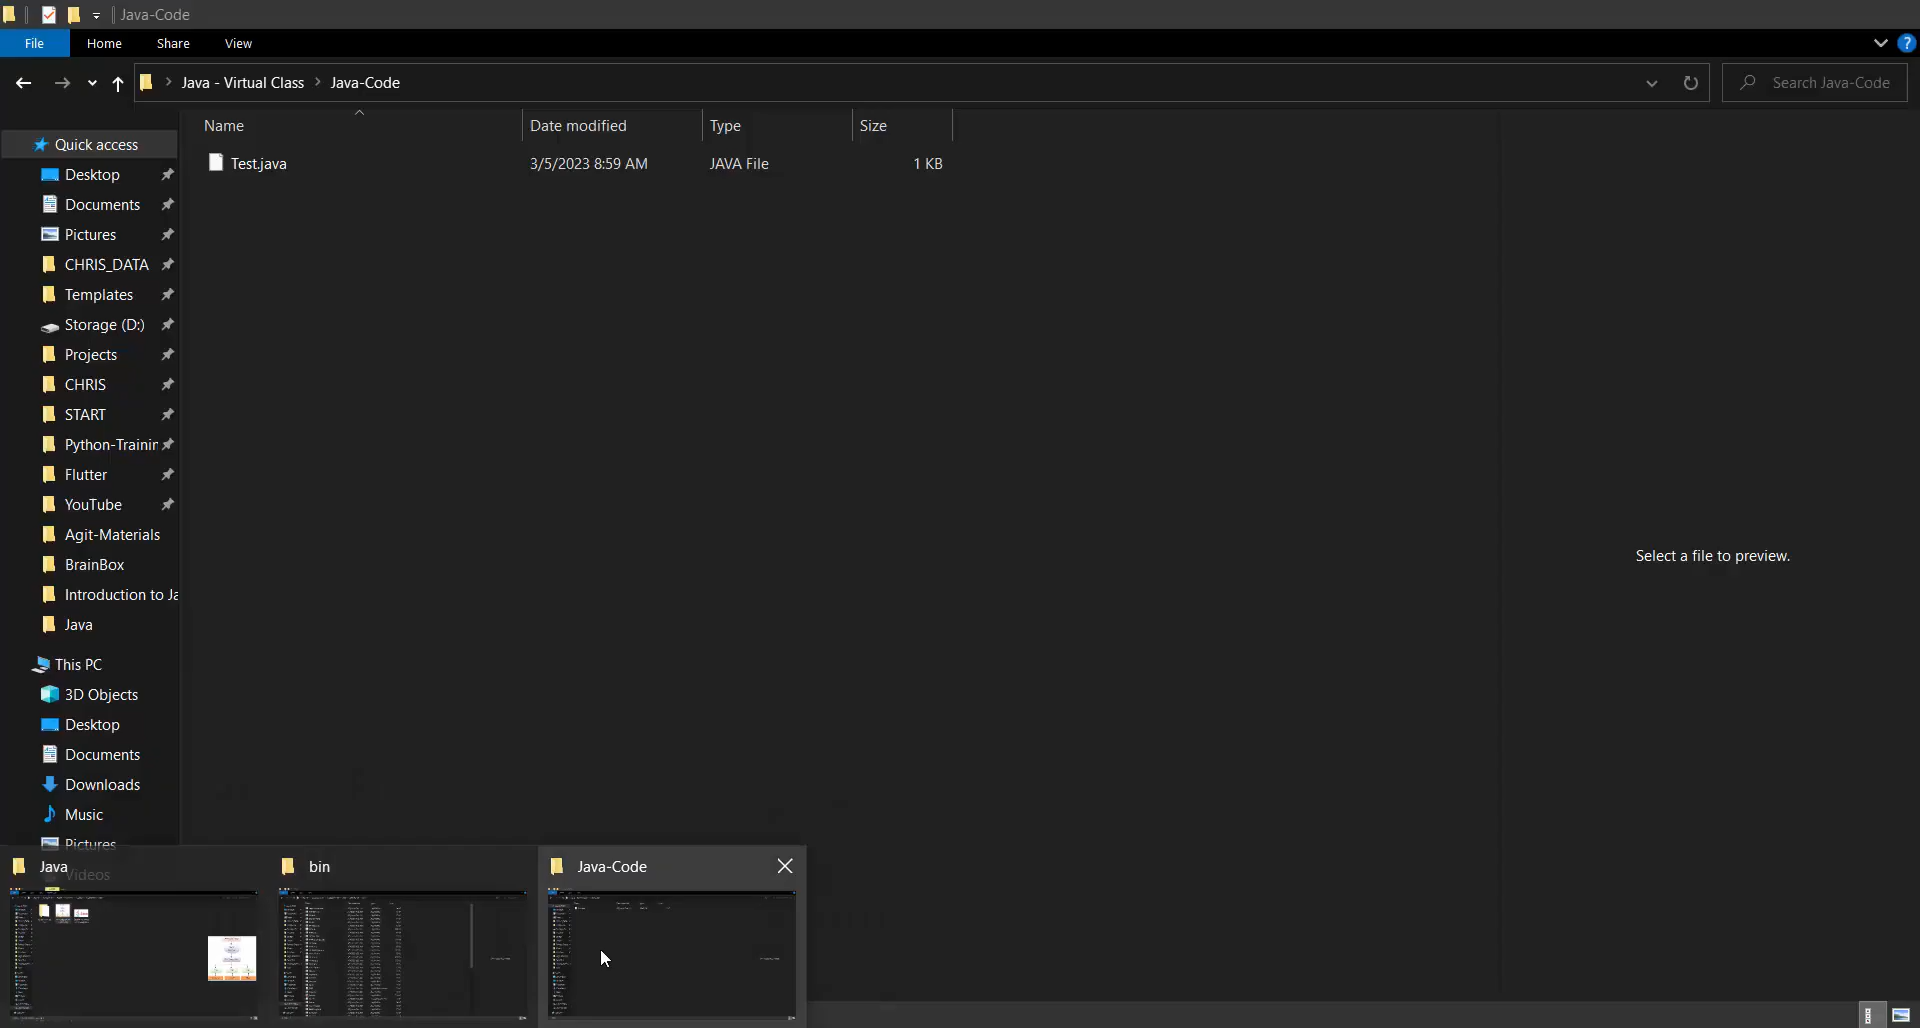 Java-Code
File Home Share View
Java - Virtual Class Java-Code Search Java-Code
Name Date modified Type Size
Test.java 3/5/2023 8:59 AM JAVA File 1 KB
Quick access
Desktop
Documents
Pictures
CHRIS_DATA
Templates
Storage (D:)
Projects
CHRIS
START
Python-Trainin
Flutter
YouTube
Agit-Materials
BrainBox
Introduction to Ja
Java
This PC
3D Objects
Desktop
Documents
Downloads
Music
Pictures
Videos
Select a file to preview.
Java bin Java-Code